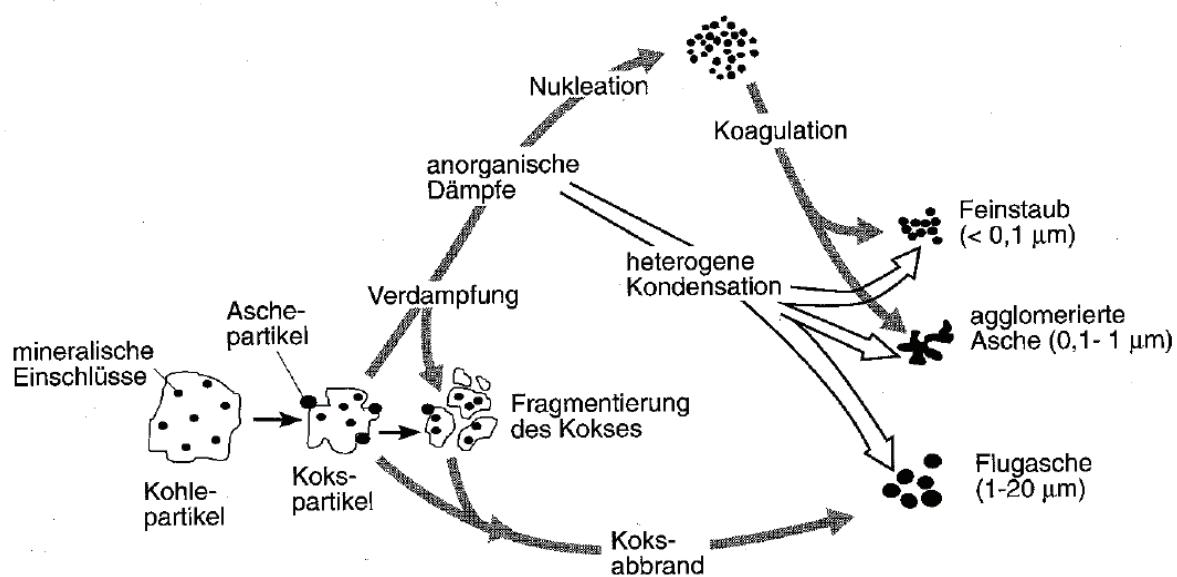 Nukleation
Koagulation
anorganische
Dämpfe
Feinstaub
(< 0,1 µm)
heterogene
Kondensation
Verdampfung
Asche-
partikel
agglomerierte
Asche (0,1- 1 µm)
mineralische
Einschlüsse
Fragmentierung
des Kokses
Flugasche
(1-20 µm)
Kohle-
partikel
Koks-
partikel
Koks-
abbrand